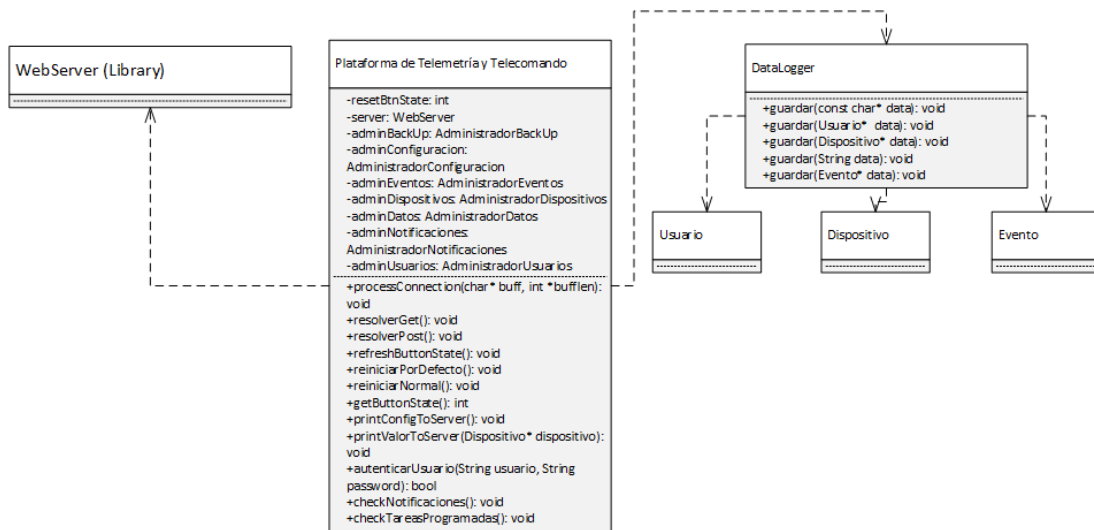 WebServer (Library)
Plataforma de Telemetría y Telecomando
-resetBtnState: int
-server: WebServer
-adminBackUp: AdministradorBackUp
-adminConfiguracion:
AdministradorConfiguracion
-adminEventos: AdministradorEventos
-adminDispositivos: AdministradorDispositivos
-adminDatos: AdministradorDatos
-adminNotificaciones:
AdministradorNotificaciones
-adminUsuarios: AdministradorUsuarios
+processConnection(char* buff, int *bufflen):
void
+resolverGet(): void
+resolverPost(): void
+refreshButtonState(): void
+reiniciarPorDefecto(): void
+reiniciarNormal(): void
+getButtonState(): int
+printConfigToServer(): void
+printValorToServer(Dispositivo* dispositivo):
void
+autenticarUsuario(String usuario, String
password): bool
+checkNotificaciones(): void
+checkTareasProgramadas(): void
DataLogger
+guardar(const char* data): void
+guardar(Usuario* data): void
+guardar(Dispositivo* data): void
+guardar(String data): void
+guardar(Evento* data): void
Usuario
Dispositivo
Evento